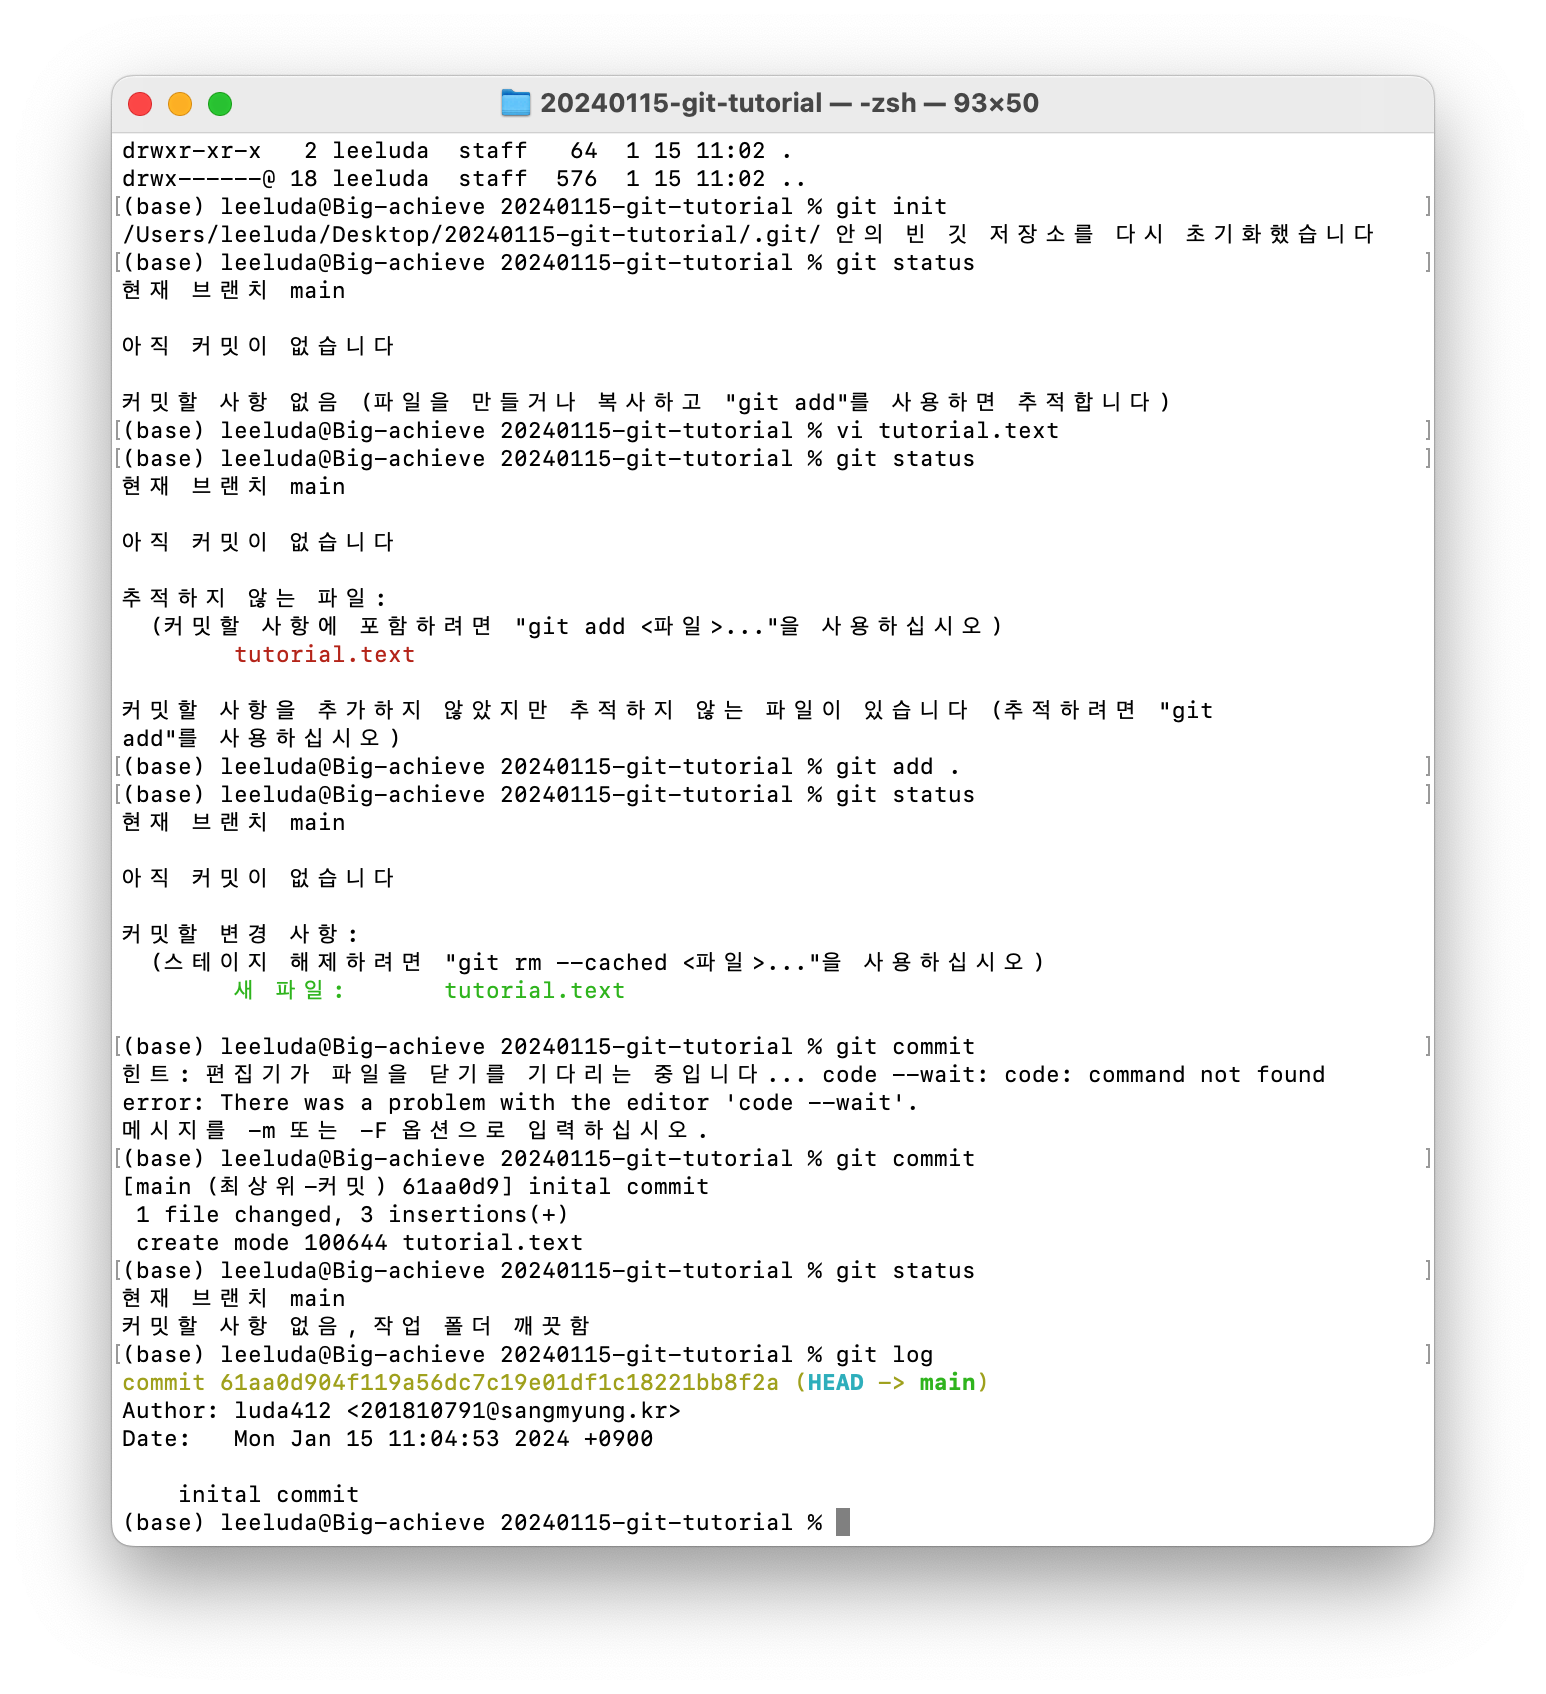 20240115-git-tutorial — -zsh — 93×50
drwxr-xr-x   2 leeluda  staff   64  1 15 11:02 .
drwx------@ 18 leeluda  staff  576  1 15 11:02 ..
[(base) leeluda@Big-achieve 20240115-git-tutorial % git init ]
/Users/leeluda/Desktop/20240115-git-tutorial/.git/ 안의 빈 깃 저장소를 다시 초기화했습니다
[(base) leeluda@Big-achieve 20240115-git-tutorial % git status ]
현재 브랜치 main
아직 커밋이 없습니다
커밋할 사항 없음 (파일을 만들거나 복사하고 "git add"를 사용하면 추적합니다)
[(base) leeluda@Big-achieve 20240115-git-tutorial % vi tutorial.text ]
[(base) leeluda@Big-achieve 20240115-git-tutorial % git status ]
현재 브랜치 main
아직 커밋이 없습니다
추적하지 않는 파일:
  (커밋할 사항에 포함하려면 "git add <파일>..."을 사용하십시오)
        tutorial.text
커밋할 사항을 추가하지 않았지만 추적하지 않는 파일이 있습니다 (추적하려면 "git
add"를 사용하십시오)
[(base) leeluda@Big-achieve 20240115-git-tutorial % git add . ]
[(base) leeluda@Big-achieve 20240115-git-tutorial % git status ]
현재 브랜치 main
아직 커밋이 없습니다
커밋할 변경 사항:
  (스테이지 해제하려면 "git rm --cached <파일>..."을 사용하십시오)
        새 파일:       tutorial.text
[(base) leeluda@Big-achieve 20240115-git-tutorial % git commit ]
힌트: 편집기가 파일을 닫기를 기다리는 중입니다... code --wait: code: command not found
error: There was a problem with the editor 'code --wait'.
메시지를 -m 또는 -F 옵션으로 입력하십시오.
[(base) leeluda@Big-achieve 20240115-git-tutorial % git commit ]
[main (최상위-커밋) 61aa0d9] inital commit
 1 file changed, 3 insertions(+)
 create mode 100644 tutorial.text
[(base) leeluda@Big-achieve 20240115-git-tutorial % git status ]
현재 브랜치 main
커밋할 사항 없음, 작업 폴더 깨끗함
[(base) leeluda@Big-achieve 20240115-git-tutorial % git log ]
commit 61aa0d904f119a56dc7c19e01df1c18221bb8f2a (HEAD -> main)
Author: luda412 <201810791@sangmyung.kr>
Date:   Mon Jan 15 11:04:53 2024 +0900
    inital commit
(base) leeluda@Big-achieve 20240115-git-tutorial %